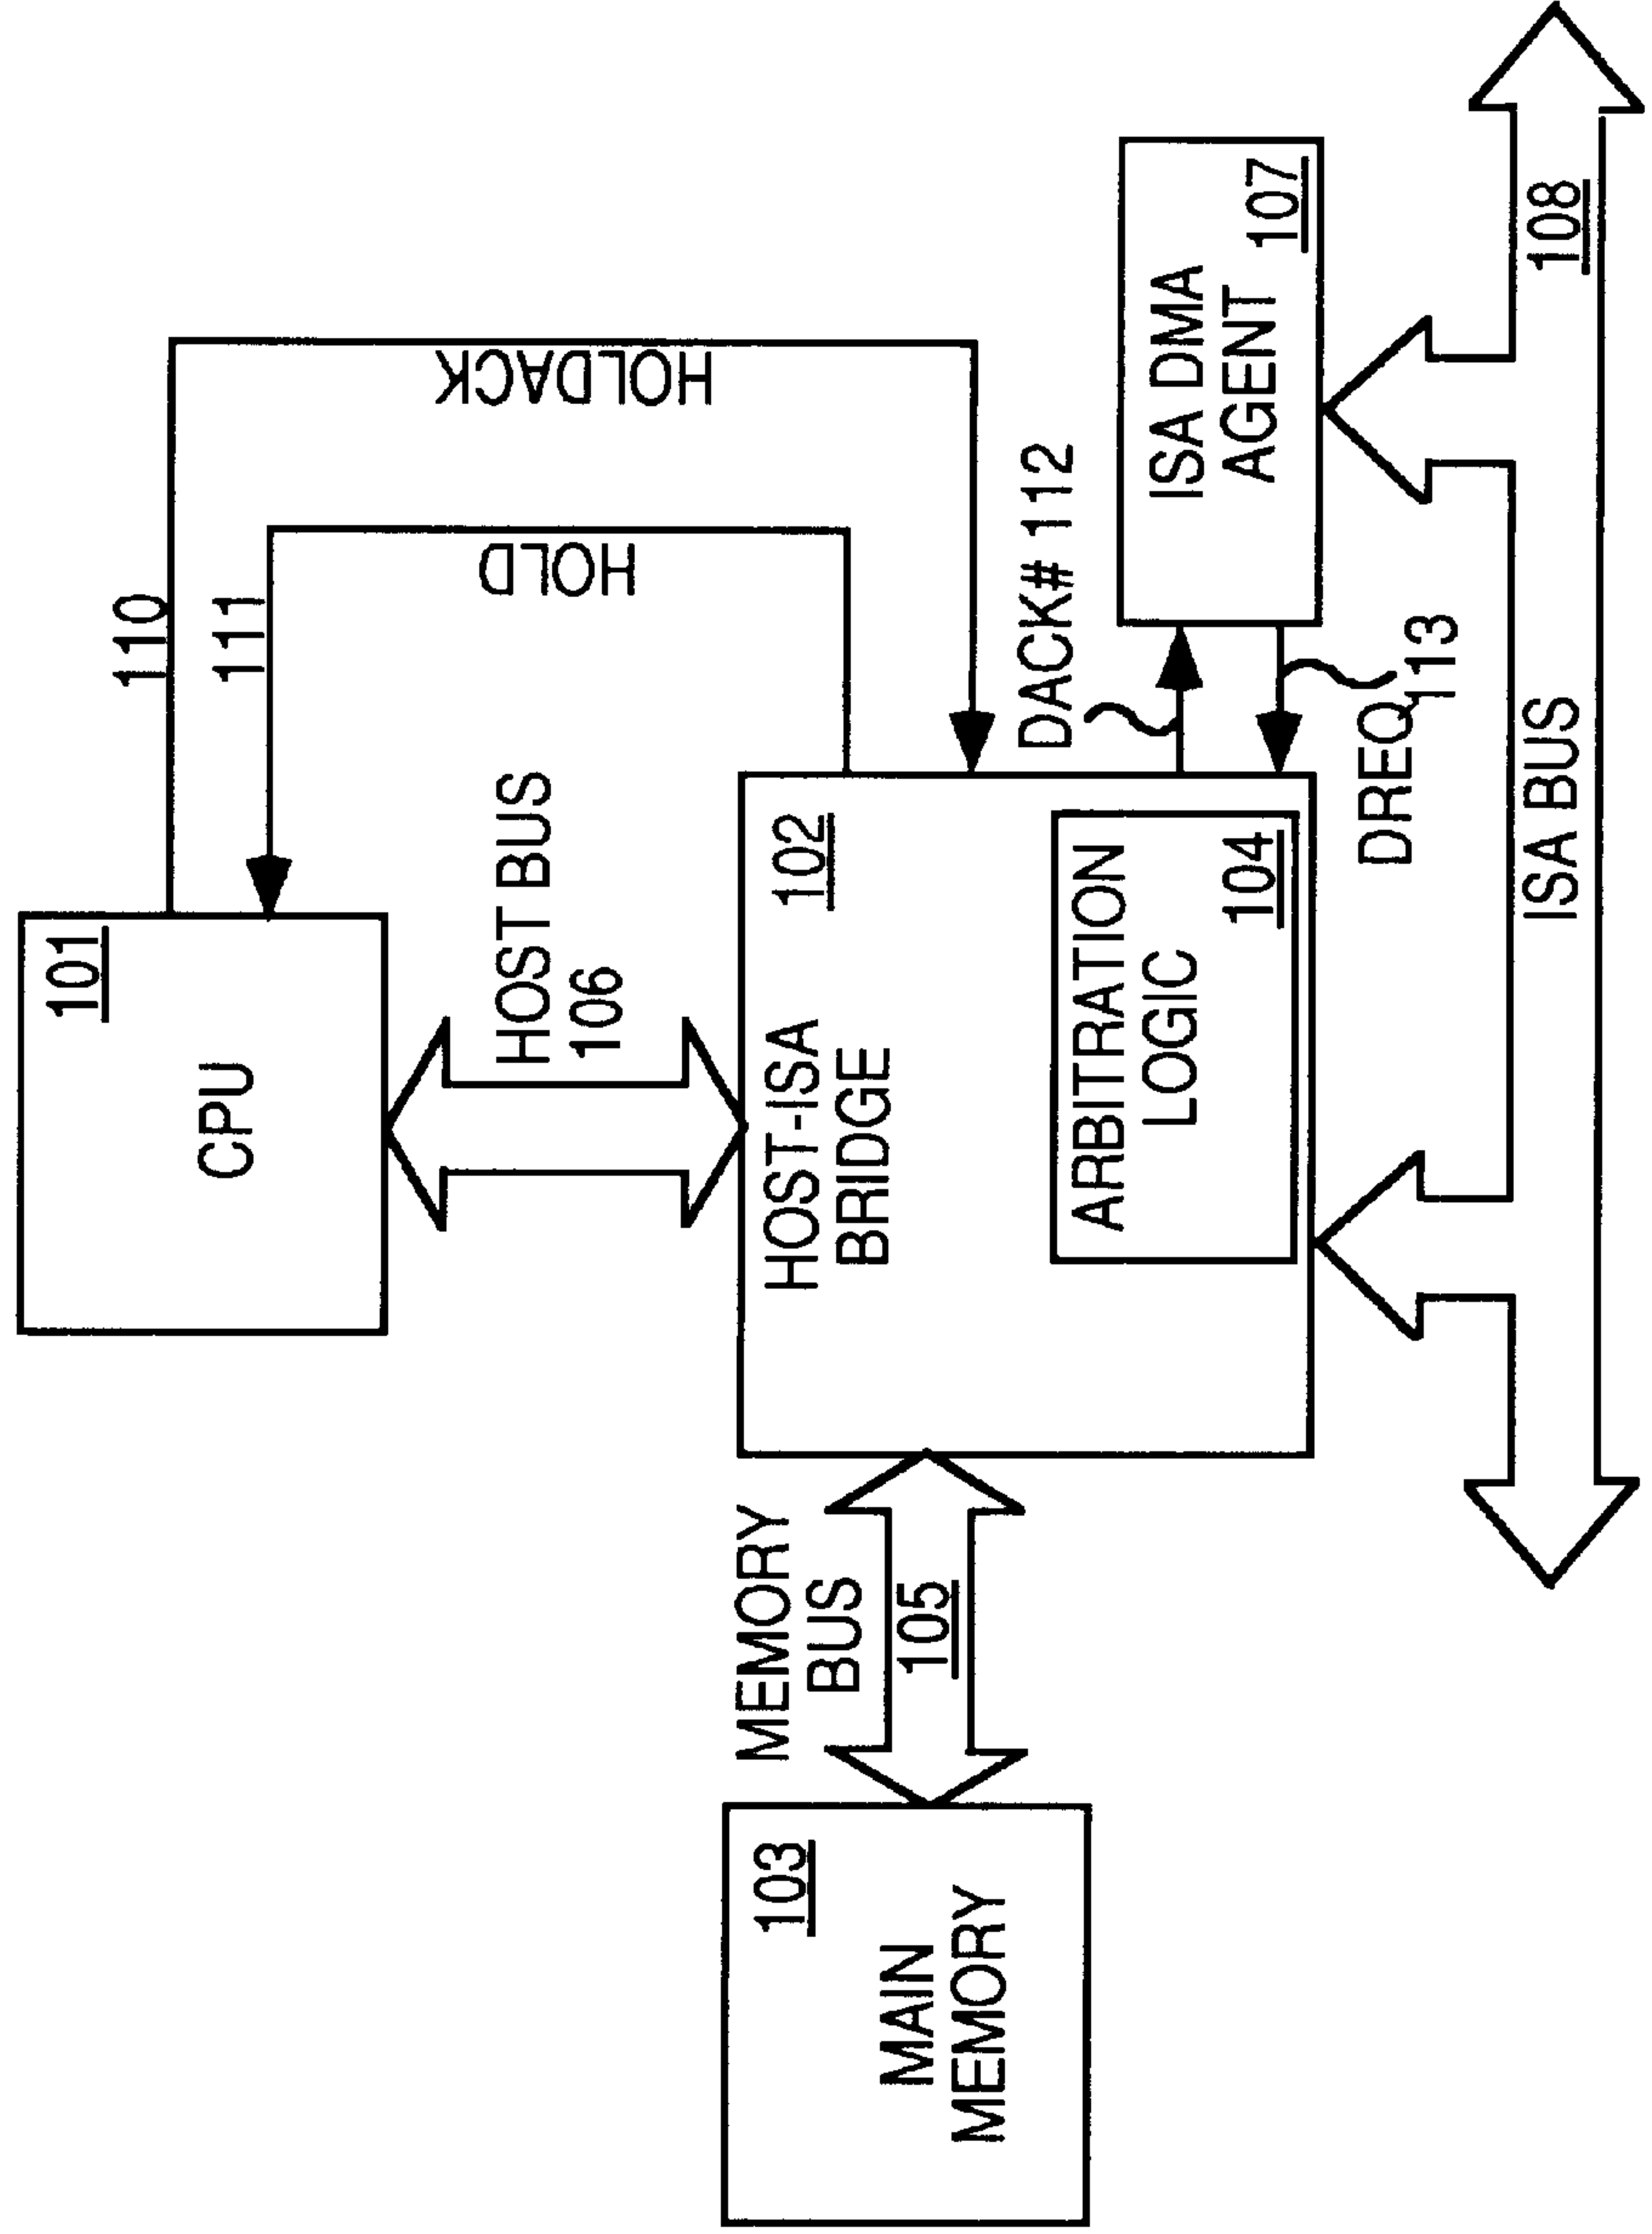 101
CPU
110
111
HOLDACK
HOLD
HOST BUS
106
HOST-ISA
BRIDGE
102
ARBITRATION
LOGIC
104
MEMORY
BUS
105
103
MAIN
MEMORY
DACK# 112
ISA DMA
AGENT
107
DREQ 113
ISA BUS
108